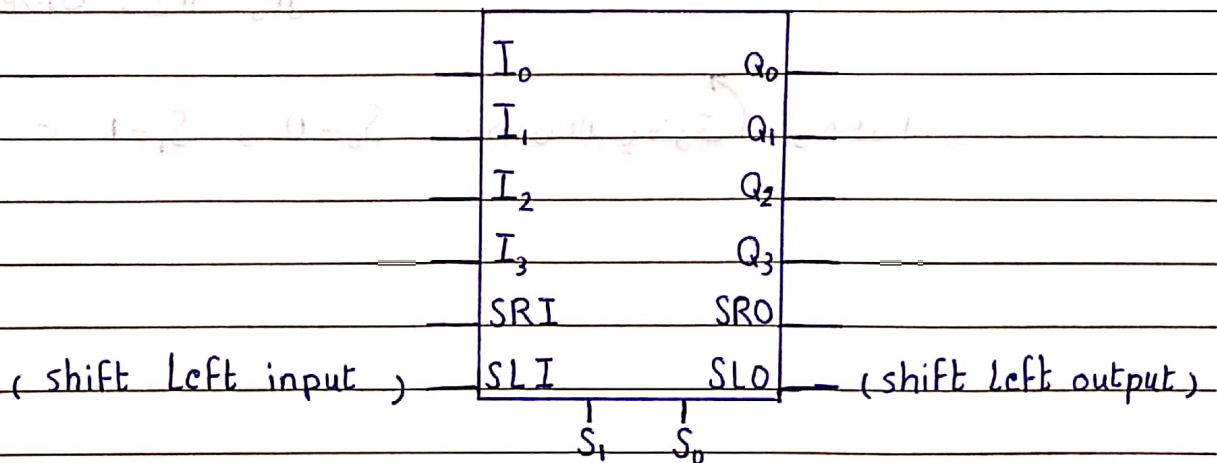 I₀ Q₀
I₁ Q₁
I₂ Q₂
I₃ Q₃
SRI SRO
( shift Left input ) SLI SLO ( shift left output )
S₁ S₀